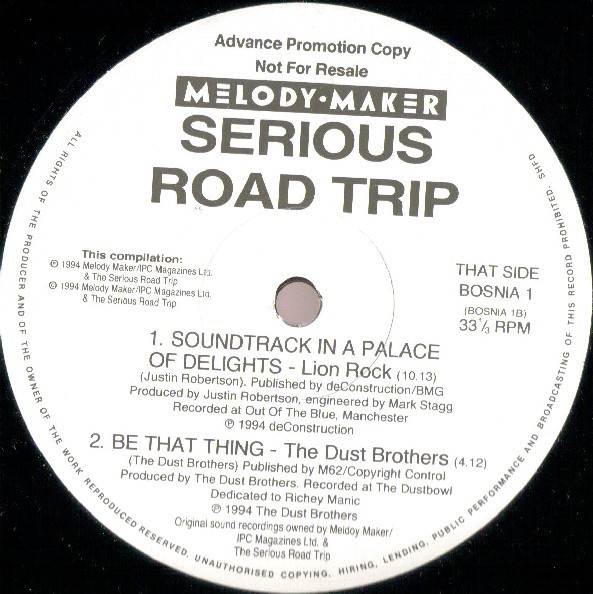 Advance Promotion Copy
Not For Resale
MELODY·MAKER
SERIOUS
ROAD TRIP
This compilation:
℗ 1994 Melody Maker/IPC Magazines Ltd.
& The Serious Road Trip
© 1994 Melody Maker/IPC Magazines Ltd.
& The Serious Road Trip
THAT SIDE
BOSNIA 1
(BOSNIA 1B)
33⅓ RPM
1. SOUNDTRACK IN A PALACE
OF DELIGHTS - Lion Rock (10.13)
(Justin Robertson). Published by deConstruction/BMG
Produced by Justin Robertson, engineered by Mark Stagg
Recorded at Out Of The Blue, Manchester
℗ 1994 deConstruction
2. BE THAT THING - The Dust Brothers (4.12)
(The Dust Brothers) Published by M62/Copyright Control
Produced by The Dust Brothers. Recorded at The Dustbowl
Dedicated to Richey Manic
℗ 1994 The Dust Brothers
Original sound recordings owned by Meldoy Maker/
IPC Magazines Ltd. &
The Serious Road Trip
ALL RIGHTS OF THE PRODUCER AND OF THE OWNER OF THE WORK REPRODUCED RESERVED. UNAUTHORISED COPYING, HIRING, LENDING, PUBLIC PERFORMANCE AND BROADCASTING OF THIS RECORD PROHIBITED. SHFD